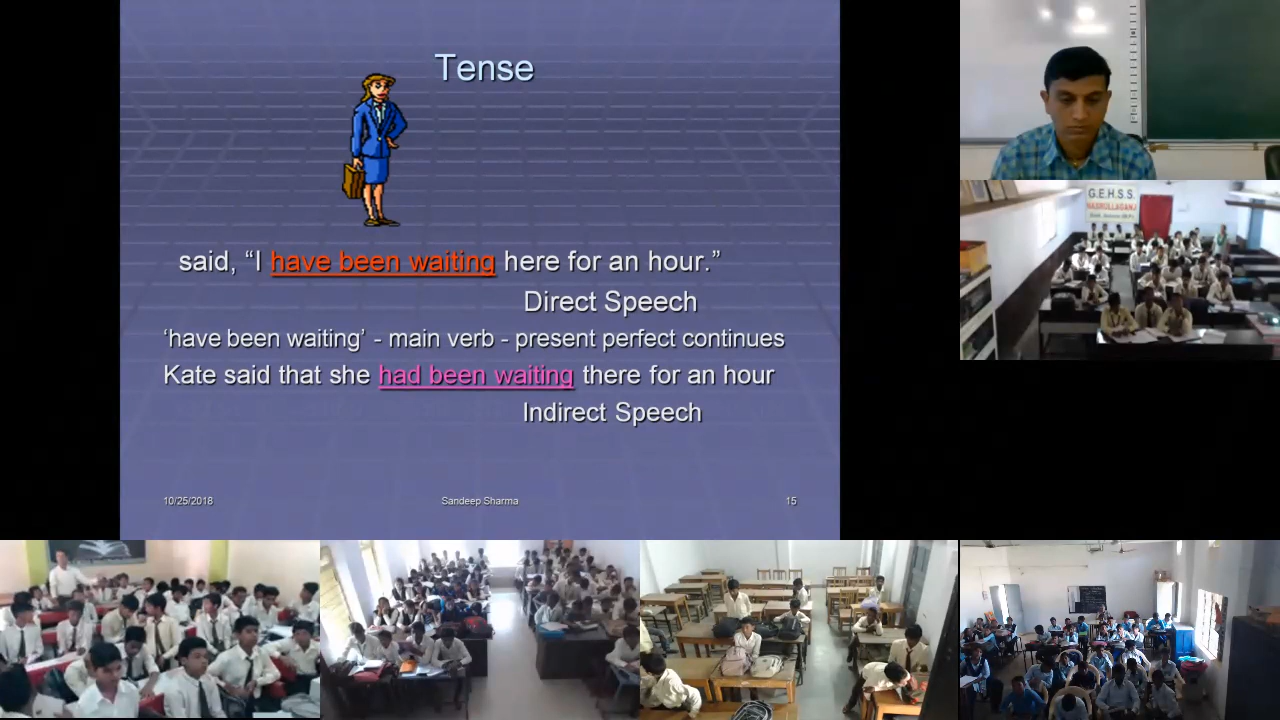 Tense
said, “I have been waiting here for an hour.”
Direct Speech
‘have been waiting’ - main verb - present perfect continues
Kate said that she had been waiting there for an hour
Indirect Speech
10/25/2018 Sandeep Sharma 15
G.E.H.S.S.
NASRULLAGANJ